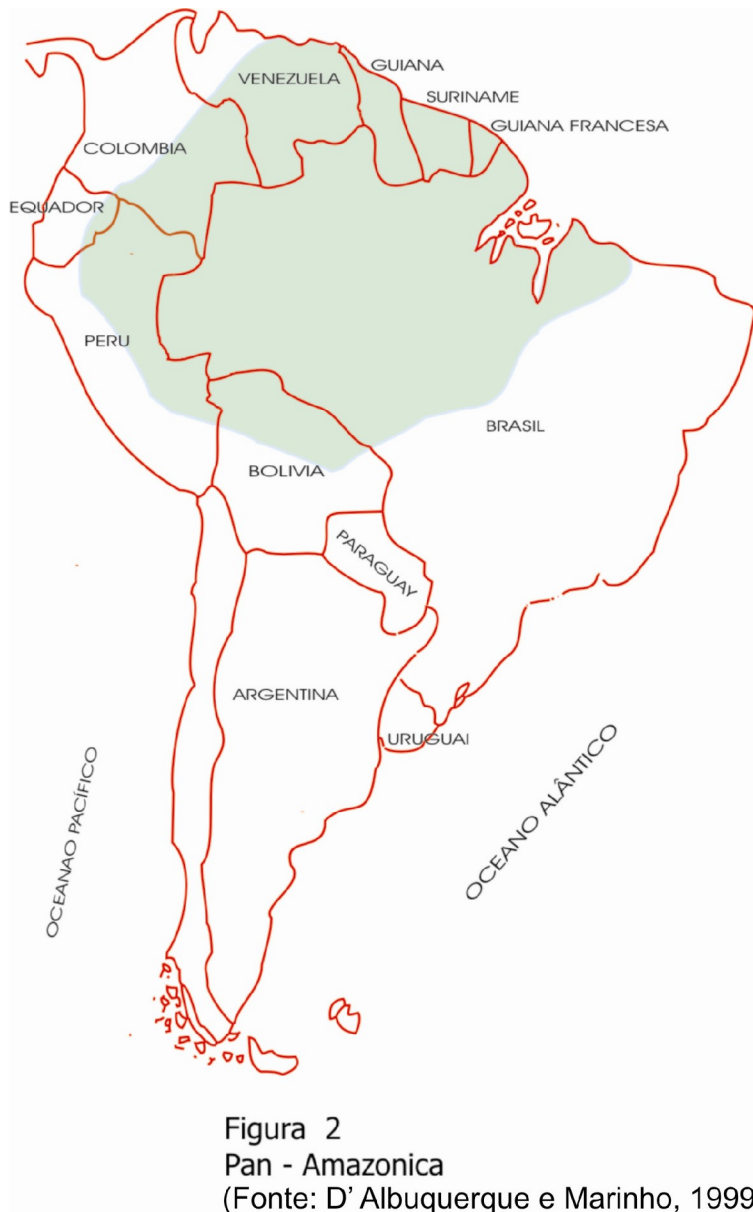 GUIANA
VENEZUELA
SURINAME
GUIANA FRANCESA
COLOMBIA
EQUADOR
PERU
BRASIL
BOLIVIA
PARAGUAY
ARGENTINA
URUGUAI
OCEANAO PACÍFICO
OCEANO ALÂNTICO
Figura 2
Pan - Amazonica
(Fonte: D' Albuquerque e Marinho, 1999